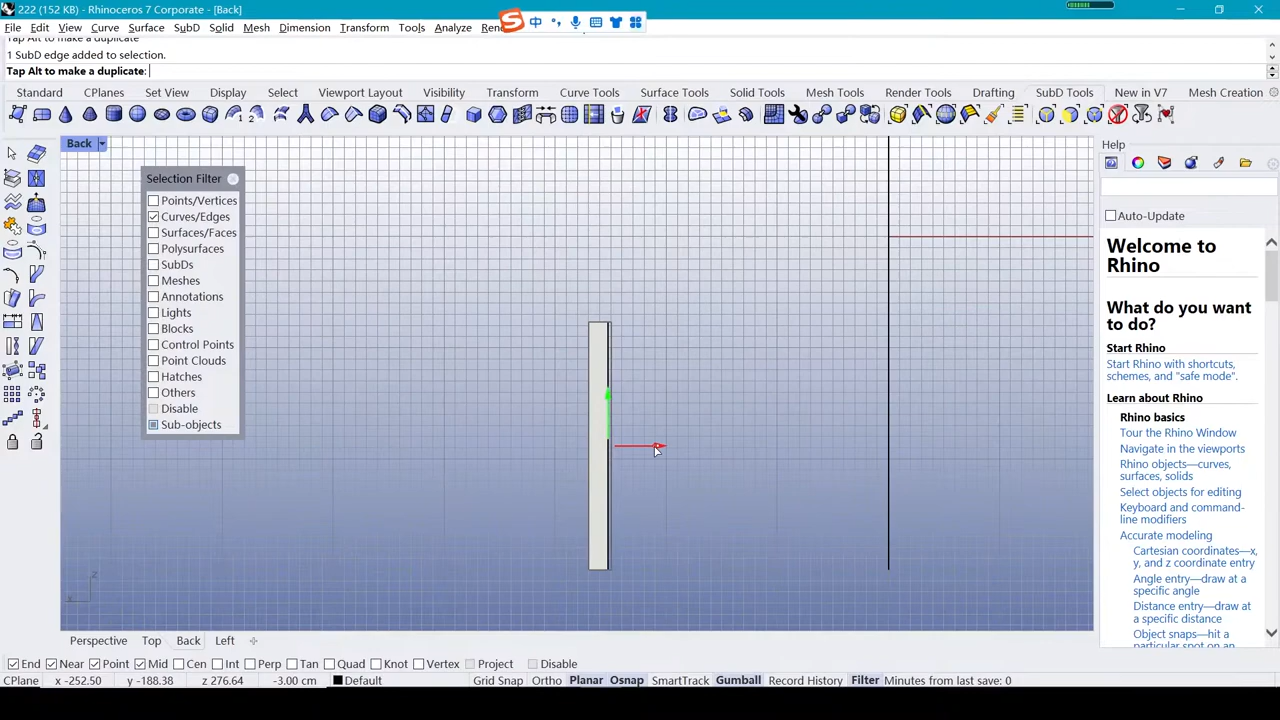 222 (152 KB) - Rhinoceros 7 Corporate - [Back]
File Edit View Curve Surface SubD Solid Mesh Dimension Transform Tools Analyze
中
Tap Alt to make a duplicate
1 SubD edge added to selection.
Tap Alt to make a duplicate:
Standard CPlanes Set View Display Select Viewport Layout Visibility Transform Curve Tools Surface Tools Solid Tools Mesh Tools Render Tools Drafting SubD Tools New in V7 Mesh Creation
Back
Help
Selection Filter
Points/Vertices
Curves/Edges
Surfaces/Faces
Polysurfaces
SubDs
Meshes
Annotations
Lights
Blocks
Control Points
Point Clouds
Hatches
Others
Disable
Sub-objects
Auto-Update
Welcome to
Rhino
What do you want
to do?
Start Rhino
Start Rhino with shortcuts,
schemes, and "safe mode".
Learn about Rhino
Rhino basics
Tour the Rhino Window
Navigate in the viewports
Rhino objects—curves,
surfaces, solids
Select objects for editing
Keyboard and command-
line modifiers
Accurate modeling
Cartesian coordinates—x,
y, and z coordinate entry
Angle entry—draw at a
specific angle
Distance entry—draw at
a specific distance
Object snaps—hit a
particular spot on an
z
x
Perspective Top Back Left
End Near Point Mid Cen Int Perp Tan Quad Knot Vertex Project Disable
CPlane x -252.50 y -188.38 z 276.64 -3.00 cm Default Grid Snap Ortho Planar Osnap SmartTrack Gumball Record History Filter Minutes from last save: 0